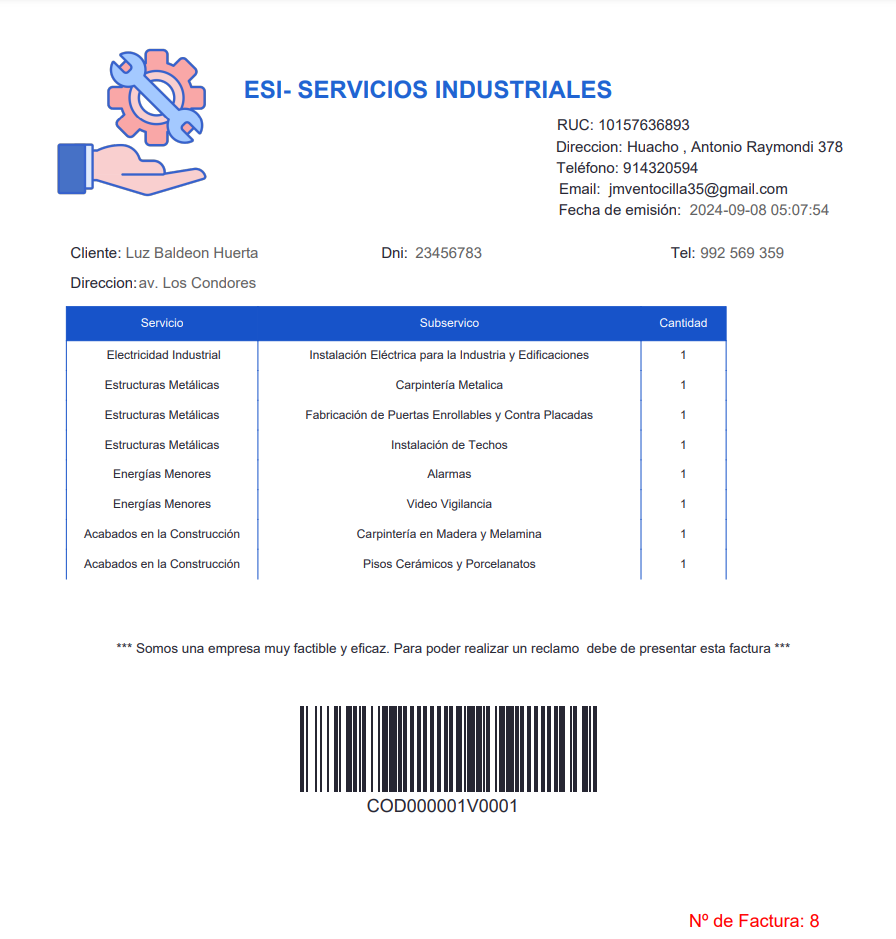 ESI- SERVICIOS INDUSTRIALES
RUC: 10157636893
Direccion: Huacho , Antonio Raymondi 378
Teléfono: 914320594
Email: jmventocilla35@gmail.com
Fecha de emisión: 2024-09-08 05:07:54
Cliente: Luz Baldeon Huerta Dni: 23456783 Tel: 992 569 359
Direccion: av. Los Condores
Servicio Subservico Cantidad
Electricidad Industrial Instalación Eléctrica para la Industria y Edificaciones 1
Estructuras Metálicas Carpintería Metalica 1
Estructuras Metálicas Fabricación de Puertas Enrollables y Contra Placadas 1
Estructuras Metálicas Instalación de Techos 1
Energías Menores Alarmas 1
Energías Menores Video Vigilancia 1
Acabados en la Construcción Carpintería en Madera y Melamina 1
Acabados en la Construcción Pisos Cerámicos y Porcelanatos 1
*** Somos una empresa muy factible y eficaz. Para poder realizar un reclamo debe de presentar esta factura ***
COD000001V0001
Nº de Factura: 8